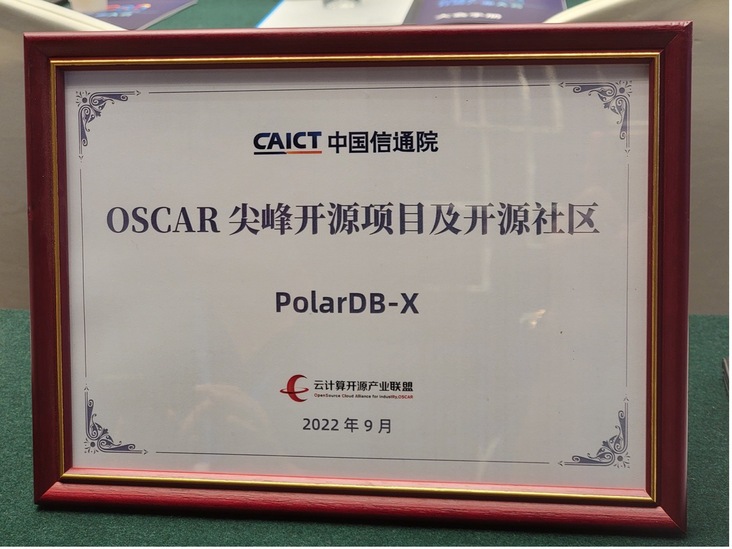 CAICT 中国信通院
OSCAR 尖峰开源项目及开源社区
PolarDB-X
云计算开源产业联盟
OpenSource Cloud Alliance for industry,OSCAR
2022 年 9 月